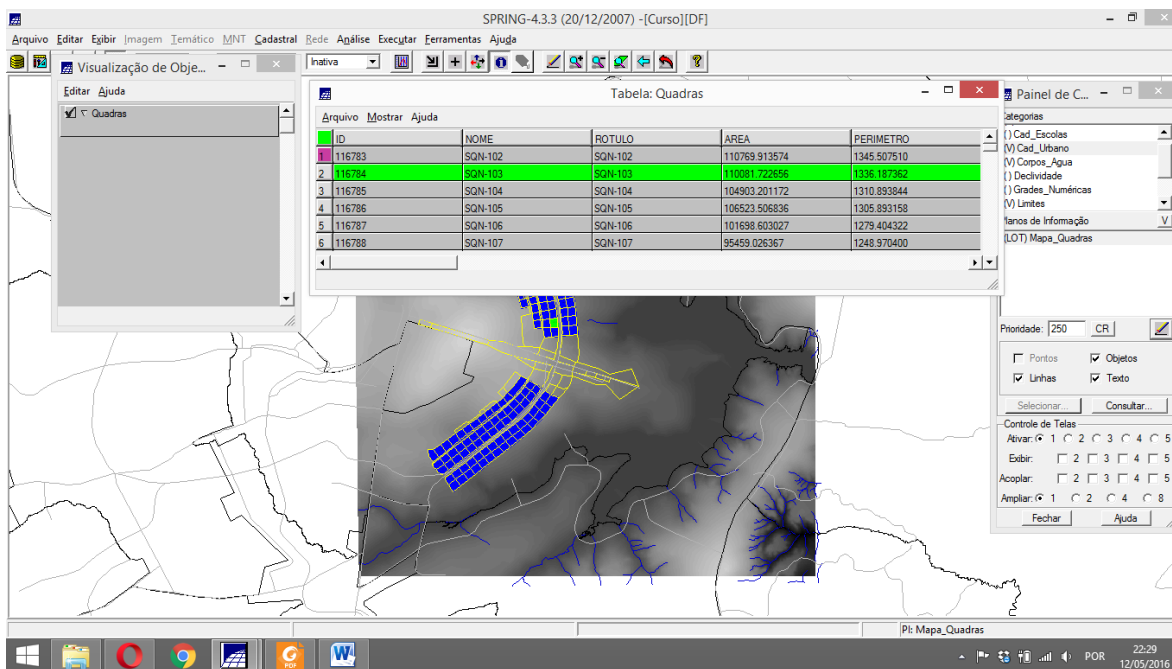 SPRING-4.3.3 (20/12/2007) -[Curso][DF]
Arquivo Editar Exibir Imagem Temático MNT Cadastral Rede Análise Executar Ferramentas Ajuda
Inativa
Visualização de Obje...
Editar Ajuda
Quadras
Tabela: Quadras
Arquivo Mostrar Ajuda
ID NOME ROTULO AREA PERIMETRO
1 116783 SQN-102 SQN-102 110769.913574 1345.507510
2 116784 SQN-103 SQN-103 110081.722656 1336.187362
3 116785 SQN-104 SQN-104 104903.201172 1310.893844
4 116786 SQN-105 SQN-105 106523.506836 1305.893158
5 116787 SQN-106 SQN-106 101698.603027 1279.404322
6 116788 SQN-107 SQN-107 95459.026367 1248.970400
Painel de C...
Categorias
( ) Cad_Escolas
(V) Cad_Urbano
(V) Corpos_Agua
( ) Declividade
( ) Grades_Numéricas
(V) Limites
Planos de Informação V
(LOT) Mapa_Quadras
Prioridade: 250 CR
Pontos Objetos
Linhas Texto
Selecionar... Consultar...
Controle de Telas
Ativar: 1 2 3 4 5
Exibir: 2 3 4 5
Acoplar: 2 3 4 5
Ampliar: 1 2 4 8
Fechar Ajuda
PI: Mapa_Quadras
PDF
POR
22:29
12/05/2016